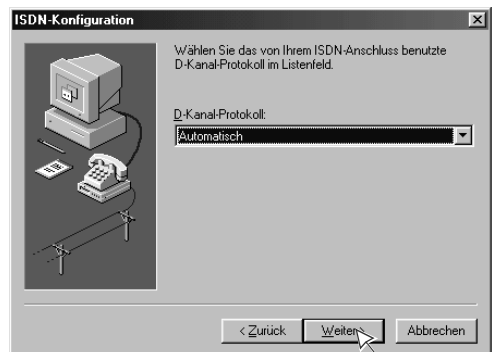 ISDN-Konfiguration
Wählen Sie das von Ihrem ISDN-Anschluss benutzte
D-Kanal-Protokoll im Listenfeld.
D-Kanal-Protokoll:
Automatisch
< Zurück Weiter > Abbrechen